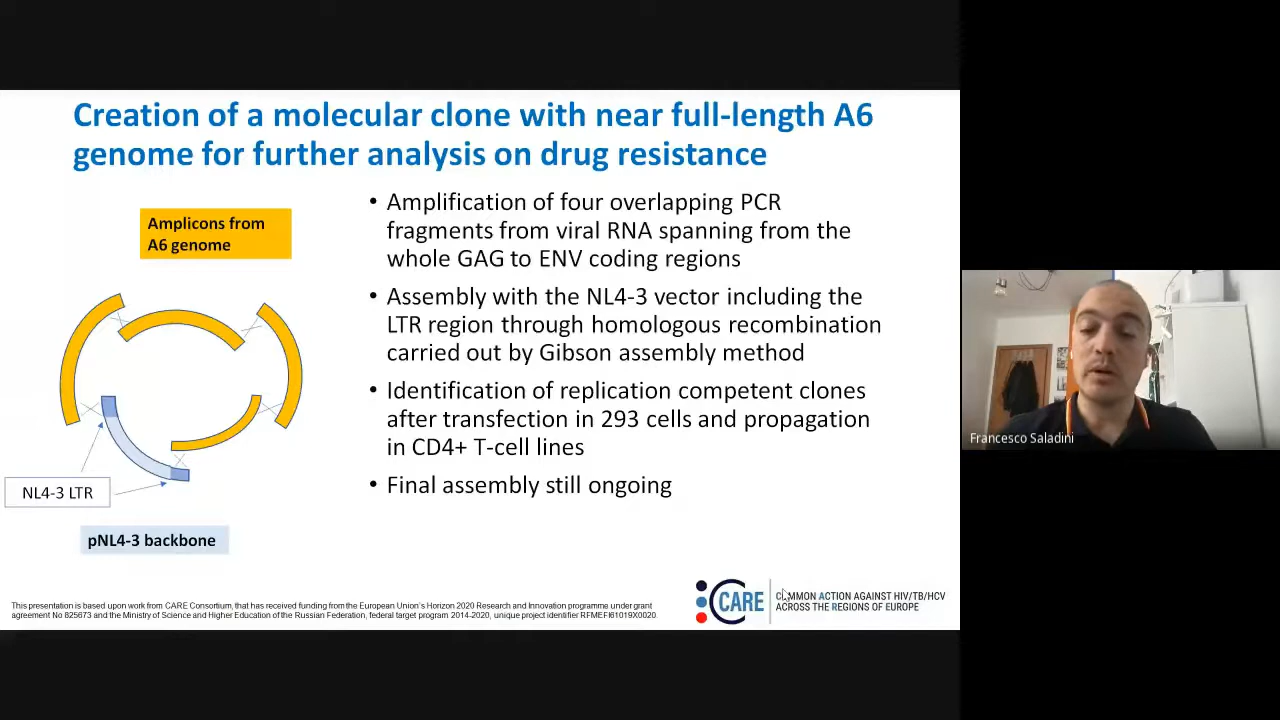 Creation of a molecular clone with near full-length A6
genome for further analysis on drug resistance
Amplicons from
A6 genome
NL4-3 LTR
pNL4-3 backbone
• Amplification of four overlapping PCR
fragments from viral RNA spanning from the
whole GAG to ENV coding regions
• Assembly with the NL4-3 vector including the
LTR region through homologous recombination
carried out by Gibson assembly method
• Identification of replication competent clones
after transfection in 293 cells and propagation
in CD4+ T-cell lines
• Final assembly still ongoing
This presentation is based upon work from CARE Consortium, that has received funding from the European Union's Horizon 2020 Research and Innovation programme under grant
agreement No 825673 and the Ministry of Science and Higher Education of the Russian Federation, federal target program 2014-2020, unique project identifier RFMEFI61019X0020.
CARE
COMMON ACTION AGAINST HIV/TB/HCV
ACROSS THE REGIONS OF EUROPE
Francesco Saladini